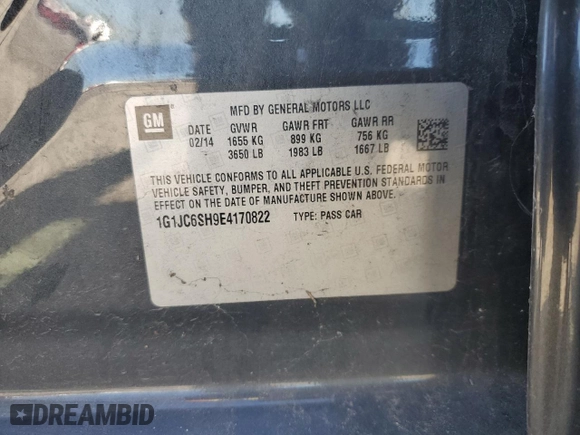 GM
MFD BY GENERAL MOTORS LLC
DATE GVWR GAWR FRT GAWR RR
02/14 1655 KG 899 KG 756 KG
3650 LB 1983 LB 1667 LB
THIS VEHICLE CONFORMS TO ALL APPLICABLE U.S. FEDERAL MOTOR
VEHICLE SAFETY, BUMPER, AND THEFT PREVENTION STANDARDS IN
EFFECT ON THE DATE OF MANUFACTURE SHOWN ABOVE.
1G1JC6SH9E4170822 TYPE: PASS CAR
DREAMBID